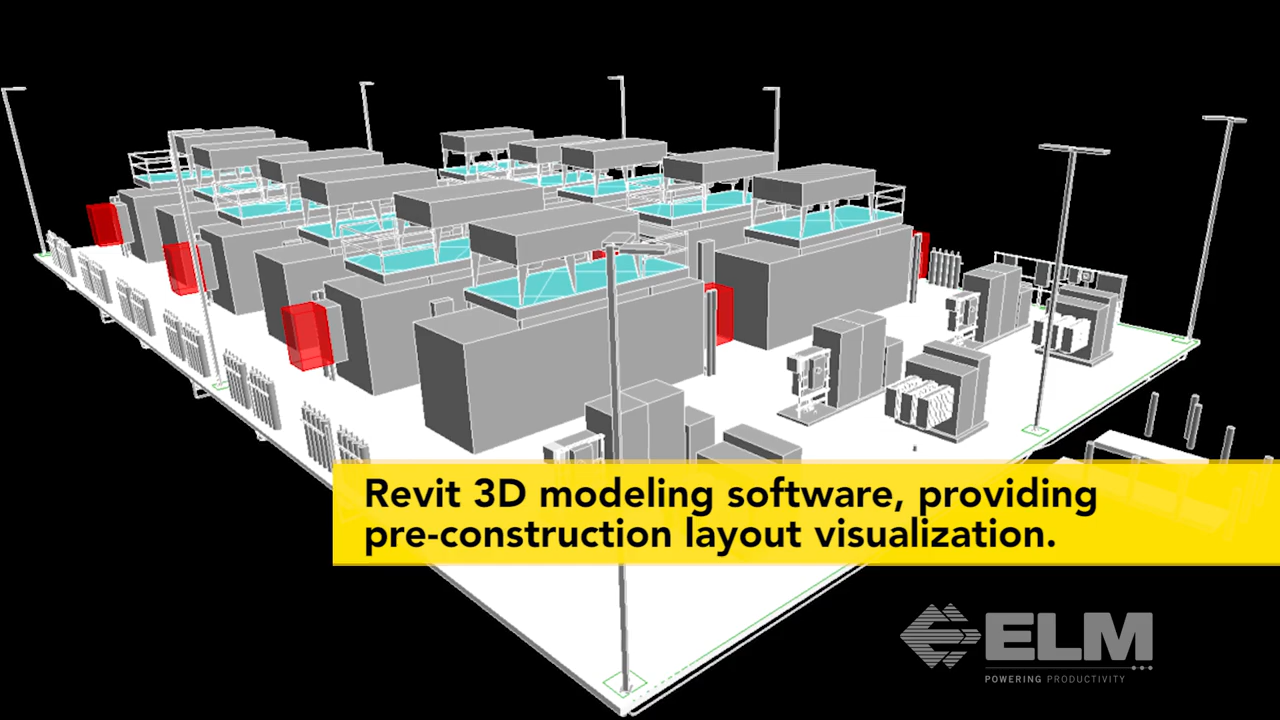 Revit 3D modeling software, providing
pre-construction layout visualization.
ELM
POWERING PRODUCTIVITY